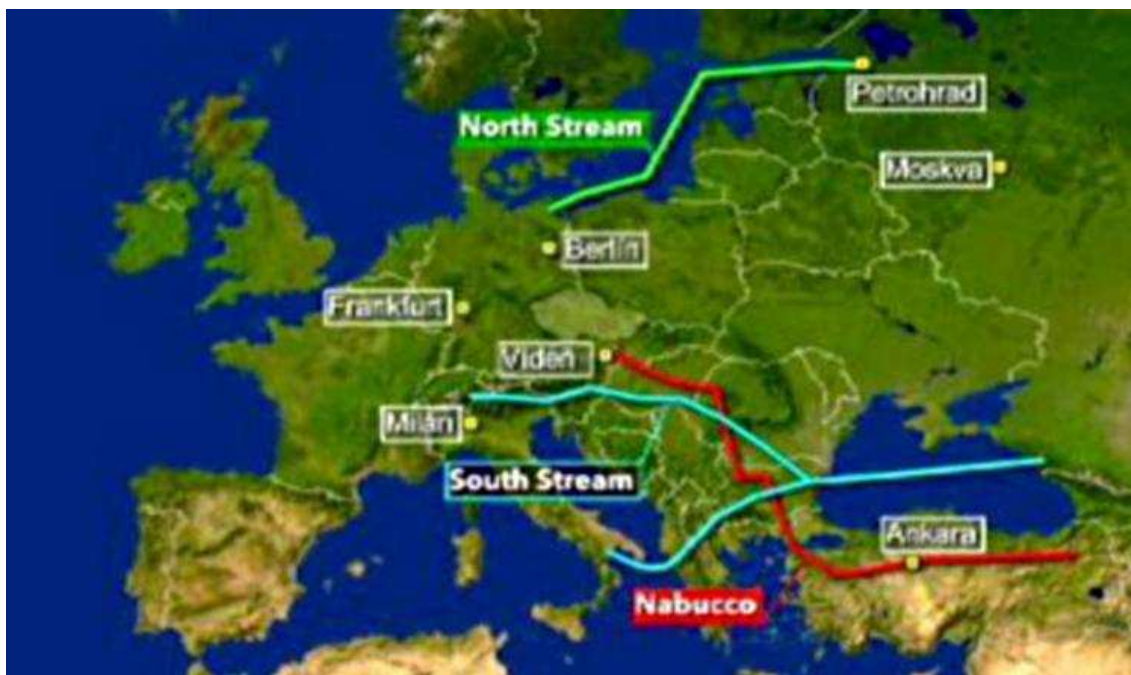 Petrohrad
North Stream
Moskva
Berlín
Frankfurt
Vídeň
Milán
South Stream
Ankara
Nabucco